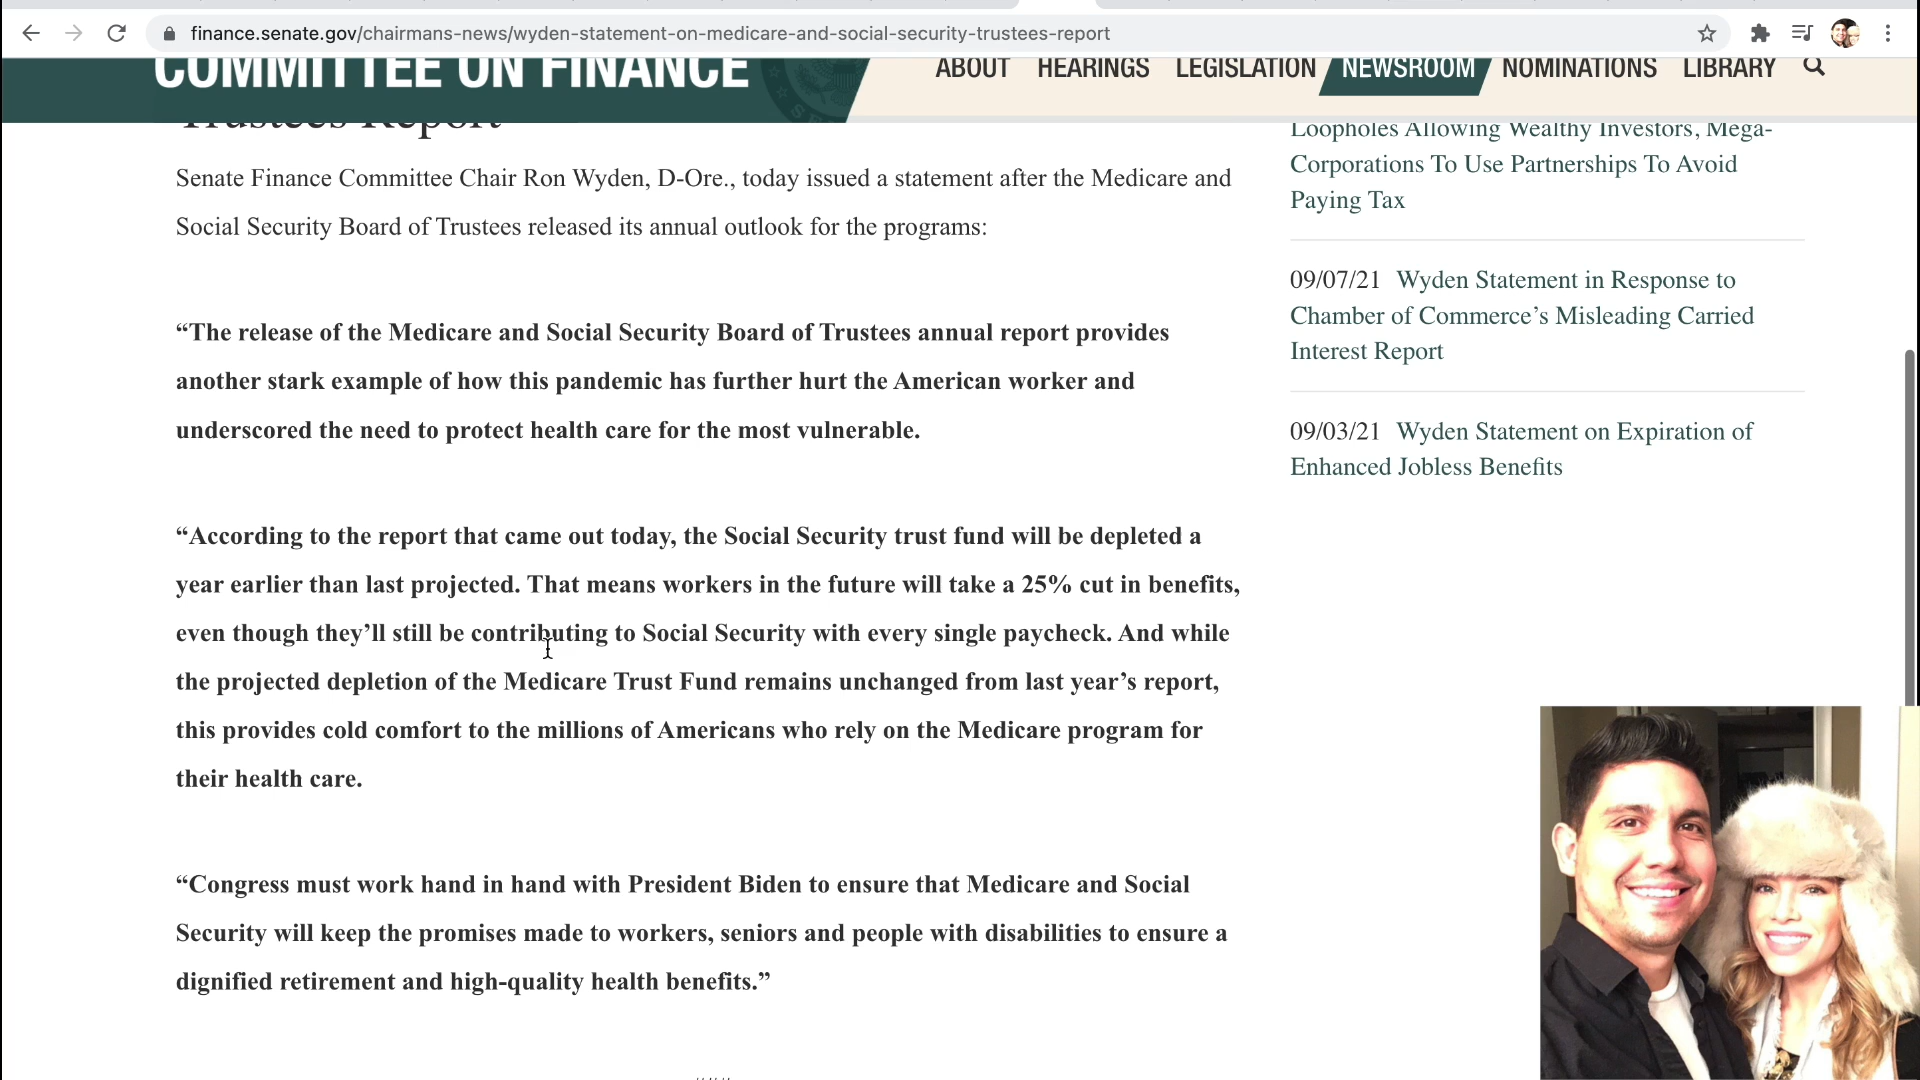 finance.senate.gov/chairmans-news/wyden-statement-on-medicare-and-social-security-trustees-report
COMMITTEE ON FINANCE
ABOUT HEARINGS LEGISLATION NEWSROOM NOMINATIONS LIBRARY
Trustees Report
Senate Finance Committee Chair Ron Wyden, D-Ore., today issued a statement after the Medicare and
Social Security Board of Trustees released its annual outlook for the programs:
“The release of the Medicare and Social Security Board of Trustees annual report provides
another stark example of how this pandemic has further hurt the American worker and
underscored the need to protect health care for the most vulnerable.
“According to the report that came out today, the Social Security trust fund will be depleted a
year earlier than last projected. That means workers in the future will take a 25% cut in benefits,
even though they’ll still be contributing to Social Security with every single paycheck. And while
the projected depletion of the Medicare Trust Fund remains unchanged from last year’s report,
this provides cold comfort to the millions of Americans who rely on the Medicare program for
their health care.
“Congress must work hand in hand with President Biden to ensure that Medicare and Social
Security will keep the promises made to workers, seniors and people with disabilities to ensure a
dignified retirement and high-quality health benefits.”
Loopholes Allowing Wealthy Investors, Mega-
Corporations To Use Partnerships To Avoid
Paying Tax
09/07/21 Wyden Statement in Response to
Chamber of Commerce’s Misleading Carried
Interest Report
09/03/21 Wyden Statement on Expiration of
Enhanced Jobless Benefits